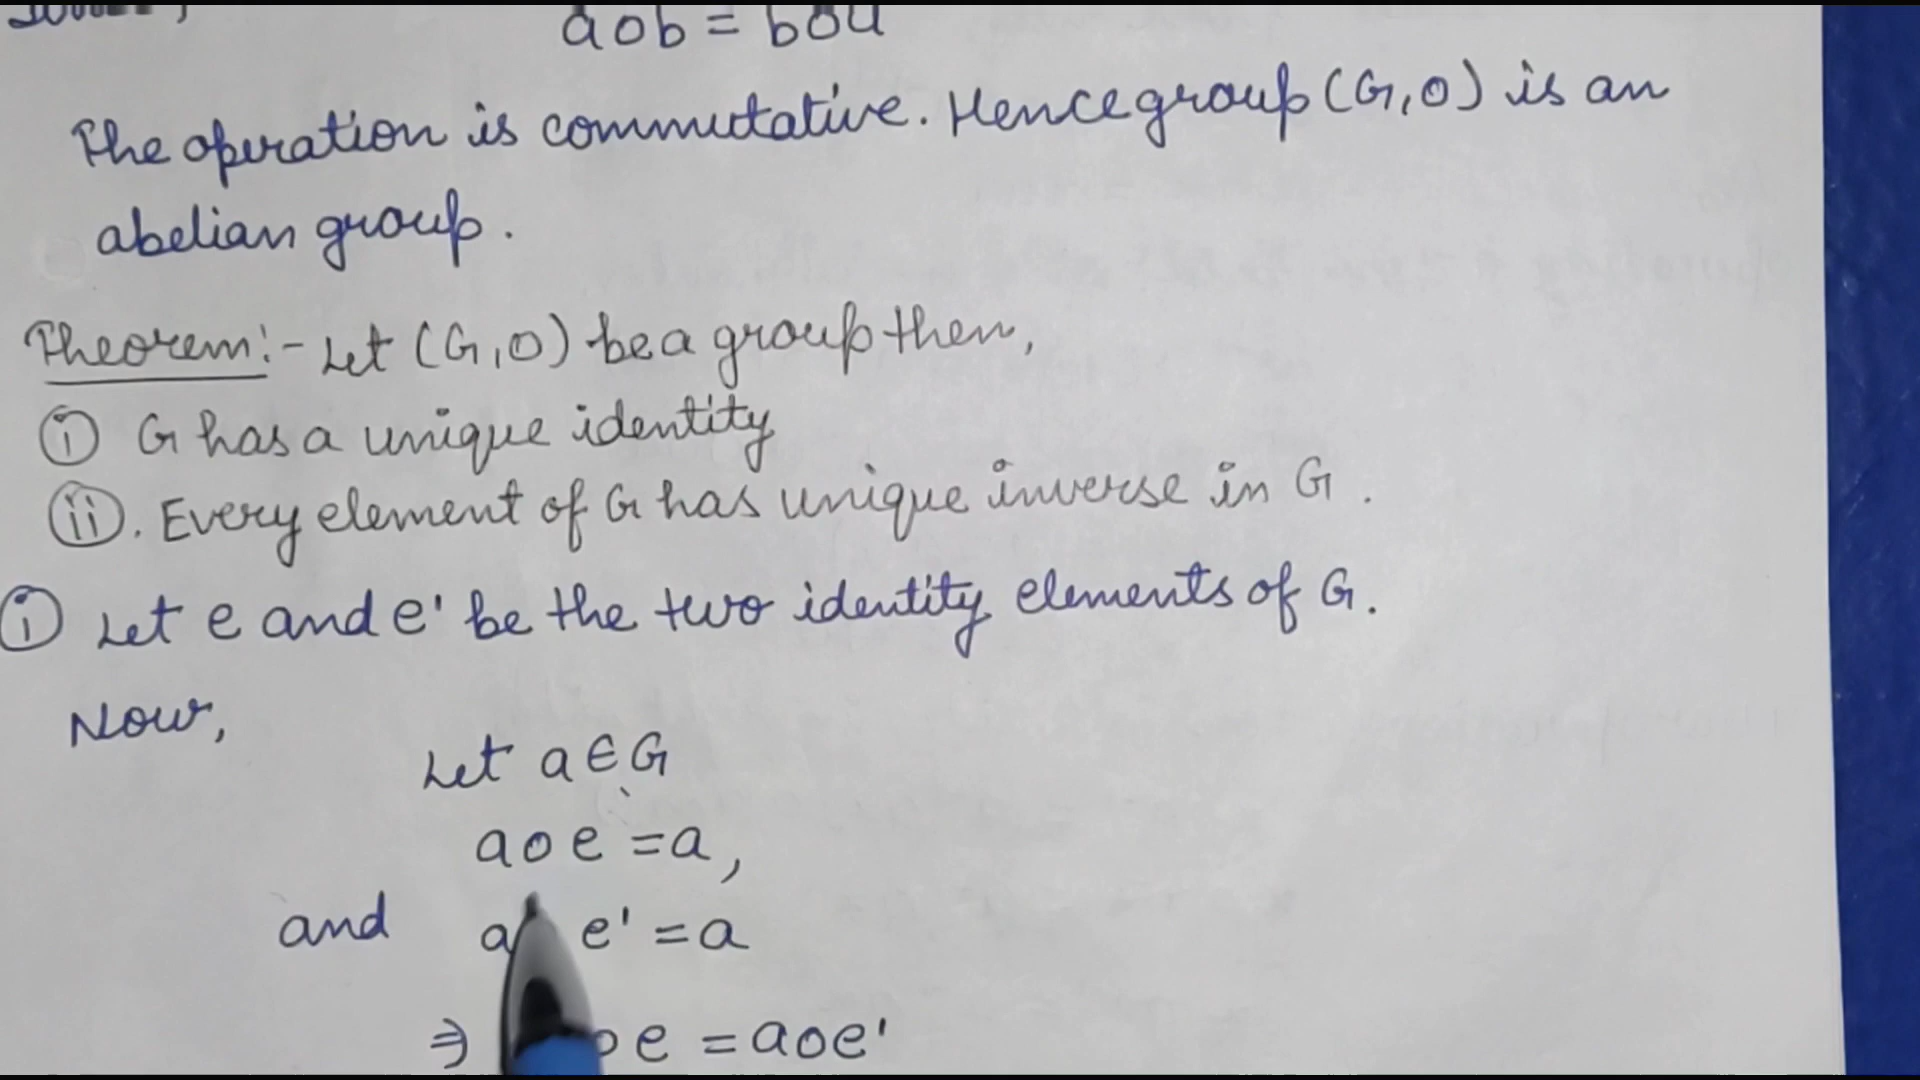 aob = boa
The operation is commutative. Hence group (G,o) is an
abelian group.
Theorem:- Let (G,o) be a group then,
(i) G has a unique identity
(ii). Every element of G has unique inverse in G.
(i) Let e and e' be the two identity elements of G.
Now,
Let a∈G
aoe = a,
and a e' = a
⇒ o e = aoe'